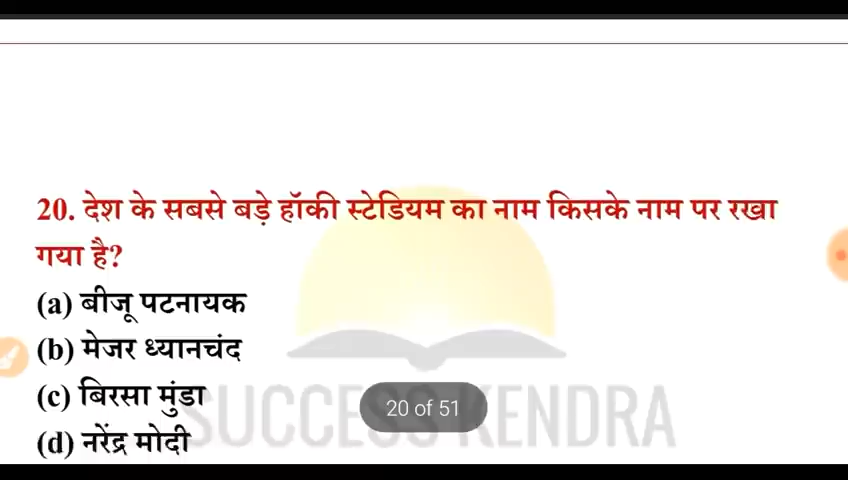 20. देश के सबसे बड़े हॉकी स्टेडियम का नाम किसके नाम पर रखा
गया है?
(a) बीजू पटनायक
(b) मेजर ध्यानचंद
(c) बिरसा मुंडा
(d) नरेंद्र मोदी
SUCCESS KENDRA
20 of 51